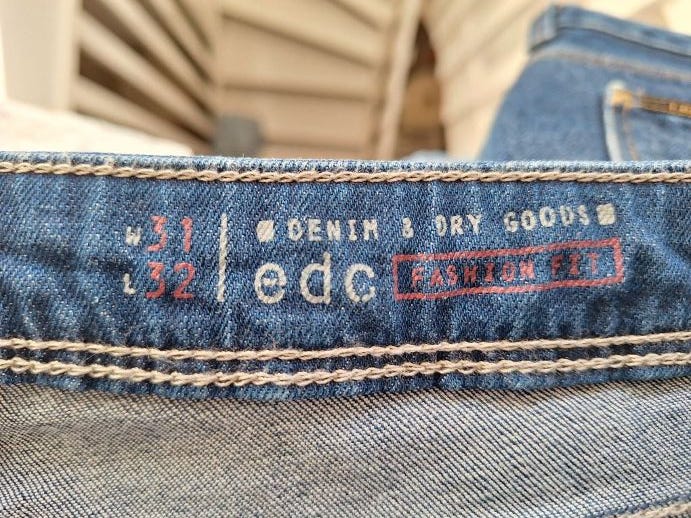 W31
L32
DENIM & DRY GOODS
edc FASHION FIT